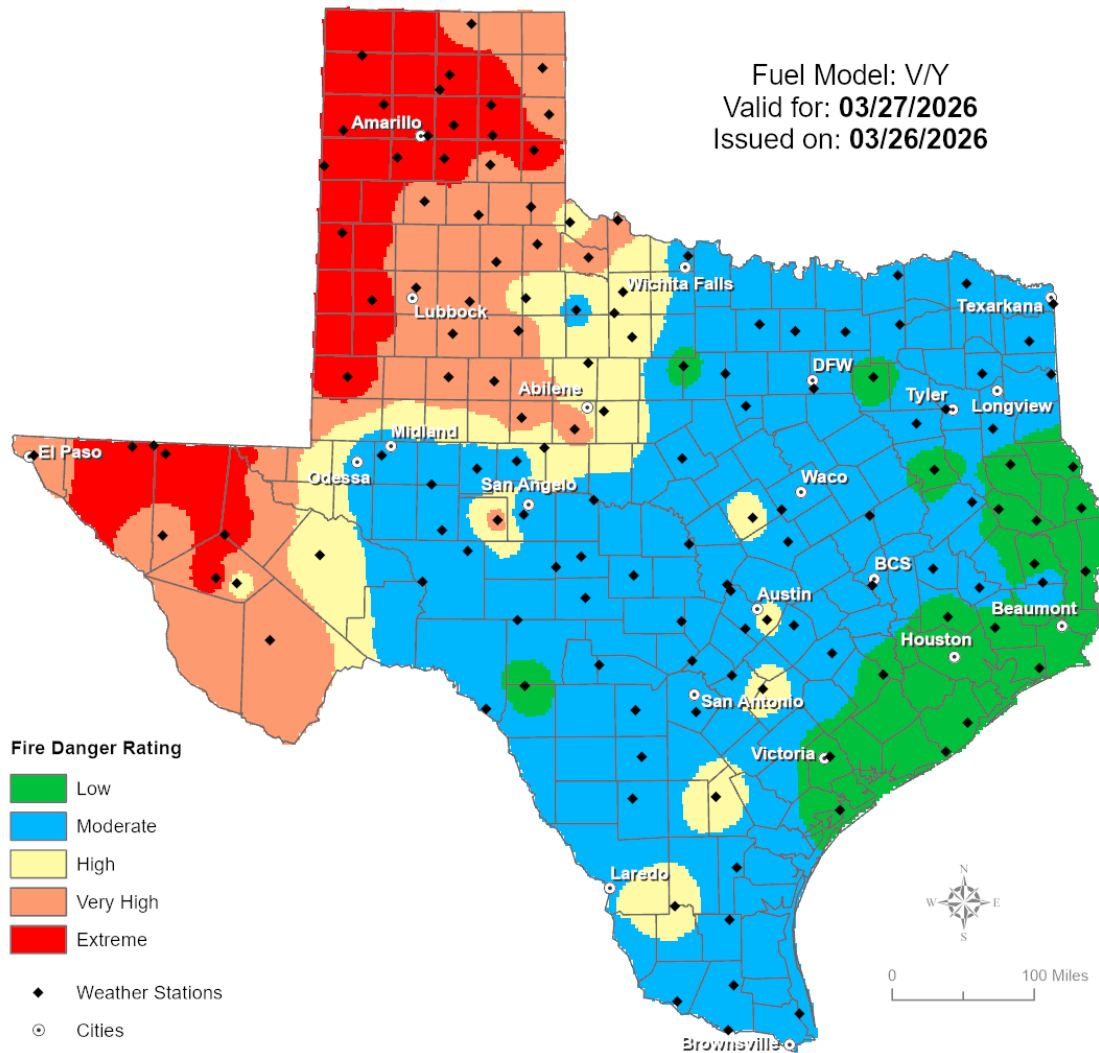 Fuel Model: V/Y
Valid for: 03/27/2026
Issued on: 03/26/2026
Amarillo
Wichita Falls
Lubbock
Texarkana
DFW
Abilene
Tyler
Longview
Midland
El Paso
Odessa
San Angelo
Waco
BCS
Austin
Beaumont
Houston
San Antonio
Victoria
Laredo
Brownsville
Fire Danger Rating
Low
Moderate
High
Very High
Extreme
Weather Stations
Cities
N
W E
S
0 100 Miles